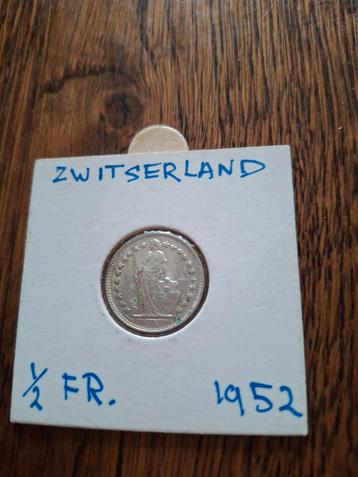 ZWITSERLAND
½ FR. 1952